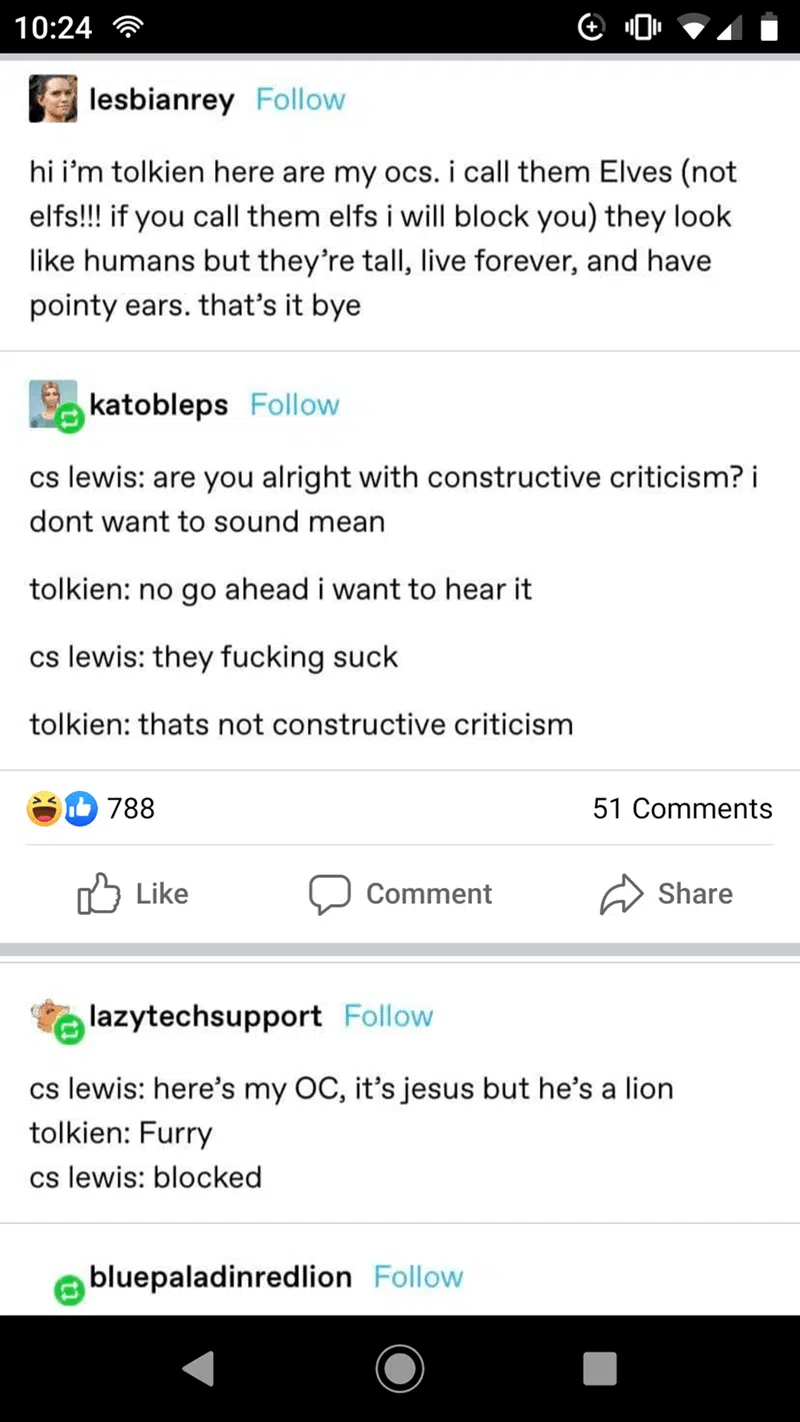 10:24
lesbianrey Follow
hi i'm tolkien here are my ocs. i call them Elves (not
elfs!!! if you call them elfs i will block you) they look
like humans but they're tall, live forever, and have
pointy ears. that's it bye
katobleps Follow
cs lewis: are you alright with constructive criticism? i
dont want to sound mean
tolkien: no go ahead i want to hear it
cs lewis: they fucking suck
tolkien: thats not constructive criticism
788 51 Comments
Like Comment Share
lazytechsupport Follow
cs lewis: here's my OC, it's jesus but he's a lion
tolkien: Furry
cs lewis: blocked
bluepaladinredlion Follow